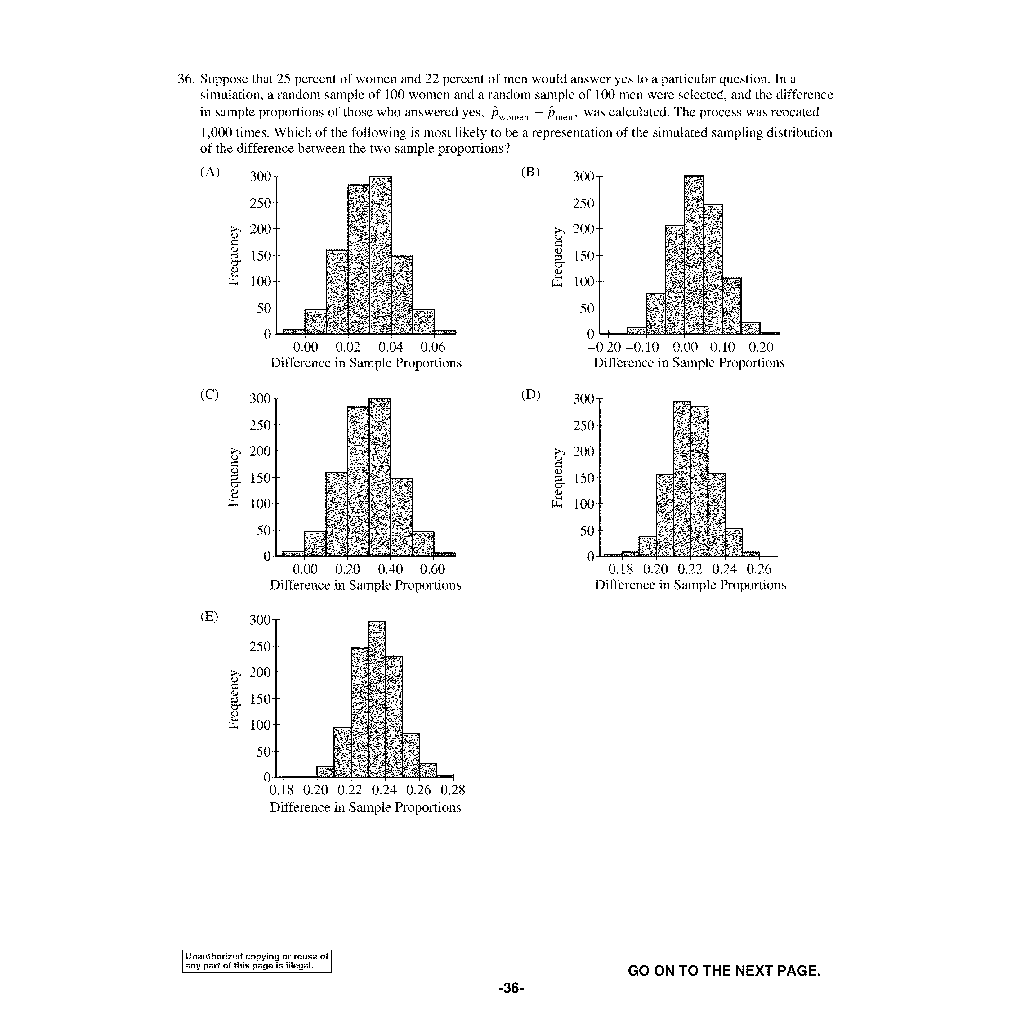 36. Suppose that 25 percent of women and 22 percent of men would answer yes to a particular question. In a
simulation, a random sample of 100 women and a random sample of 100 men were selected, and the difference
in sample proportions of those who answered yes, p̂women − p̂men, was calculated. The process was repeated
1,000 times. Which of the following is most likely to be a representation of the simulated sampling distribution
of the difference between the two sample proportions?
(A)
300
250
200
150
100
50
0
Frequency
0.00 0.02 0.04 0.06
Difference in Sample Proportions
(B)
300
250
200
150
100
50
0
Frequency
−0.20 −0.10 0.00 0.10 0.20
Difference in Sample Proportions
(C)
300
250
200
150
100
50
0
Frequency
0.00 0.20 0.40 0.60
Difference in Sample Proportions
(D)
300
250
200
150
100
50
0
Frequency
0.18 0.20 0.22 0.24 0.26
Difference in Sample Proportions
(E)
300
250
200
150
100
50
0
Frequency
0.18 0.20 0.22 0.24 0.26 0.28
Difference in Sample Proportions
Unauthorized copying or reuse of
any part of this page is illegal.
GO ON TO THE NEXT PAGE.
-36-